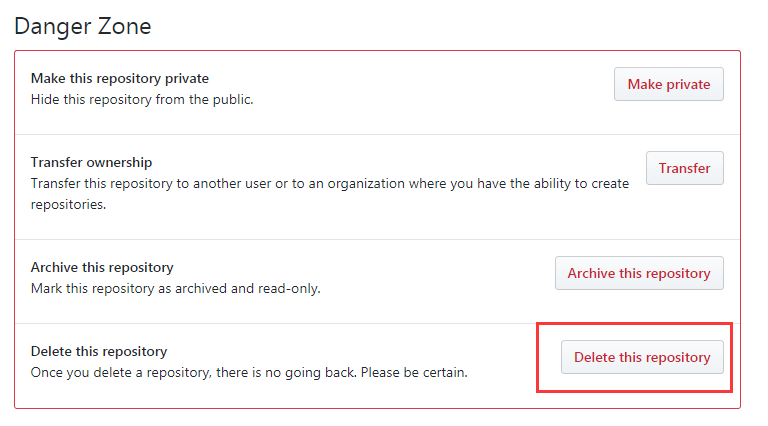 Danger Zone
Make this repository private
Hide this repository from the public.
Make private
Transfer ownership
Transfer this repository to another user or to an organization where you have the ability to create
repositories.
Transfer
Archive this repository
Mark this repository as archived and read-only.
Archive this repository
Delete this repository
Once you delete a repository, there is no going back. Please be certain.
Delete this repository